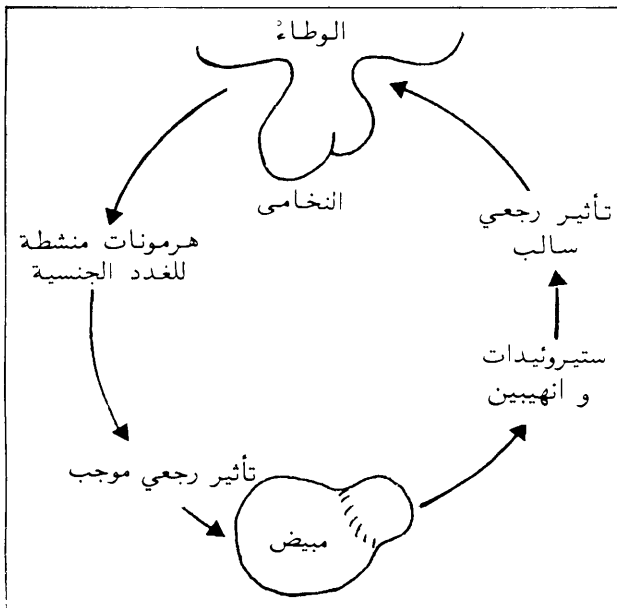 الوطاءْ
النخامى
هرمونات منشطة
للغدد الجنسية
تأثير رجعي موجب
مبيض
ستيروئيدات
و انهيبين
تأثير رجعي
سالب